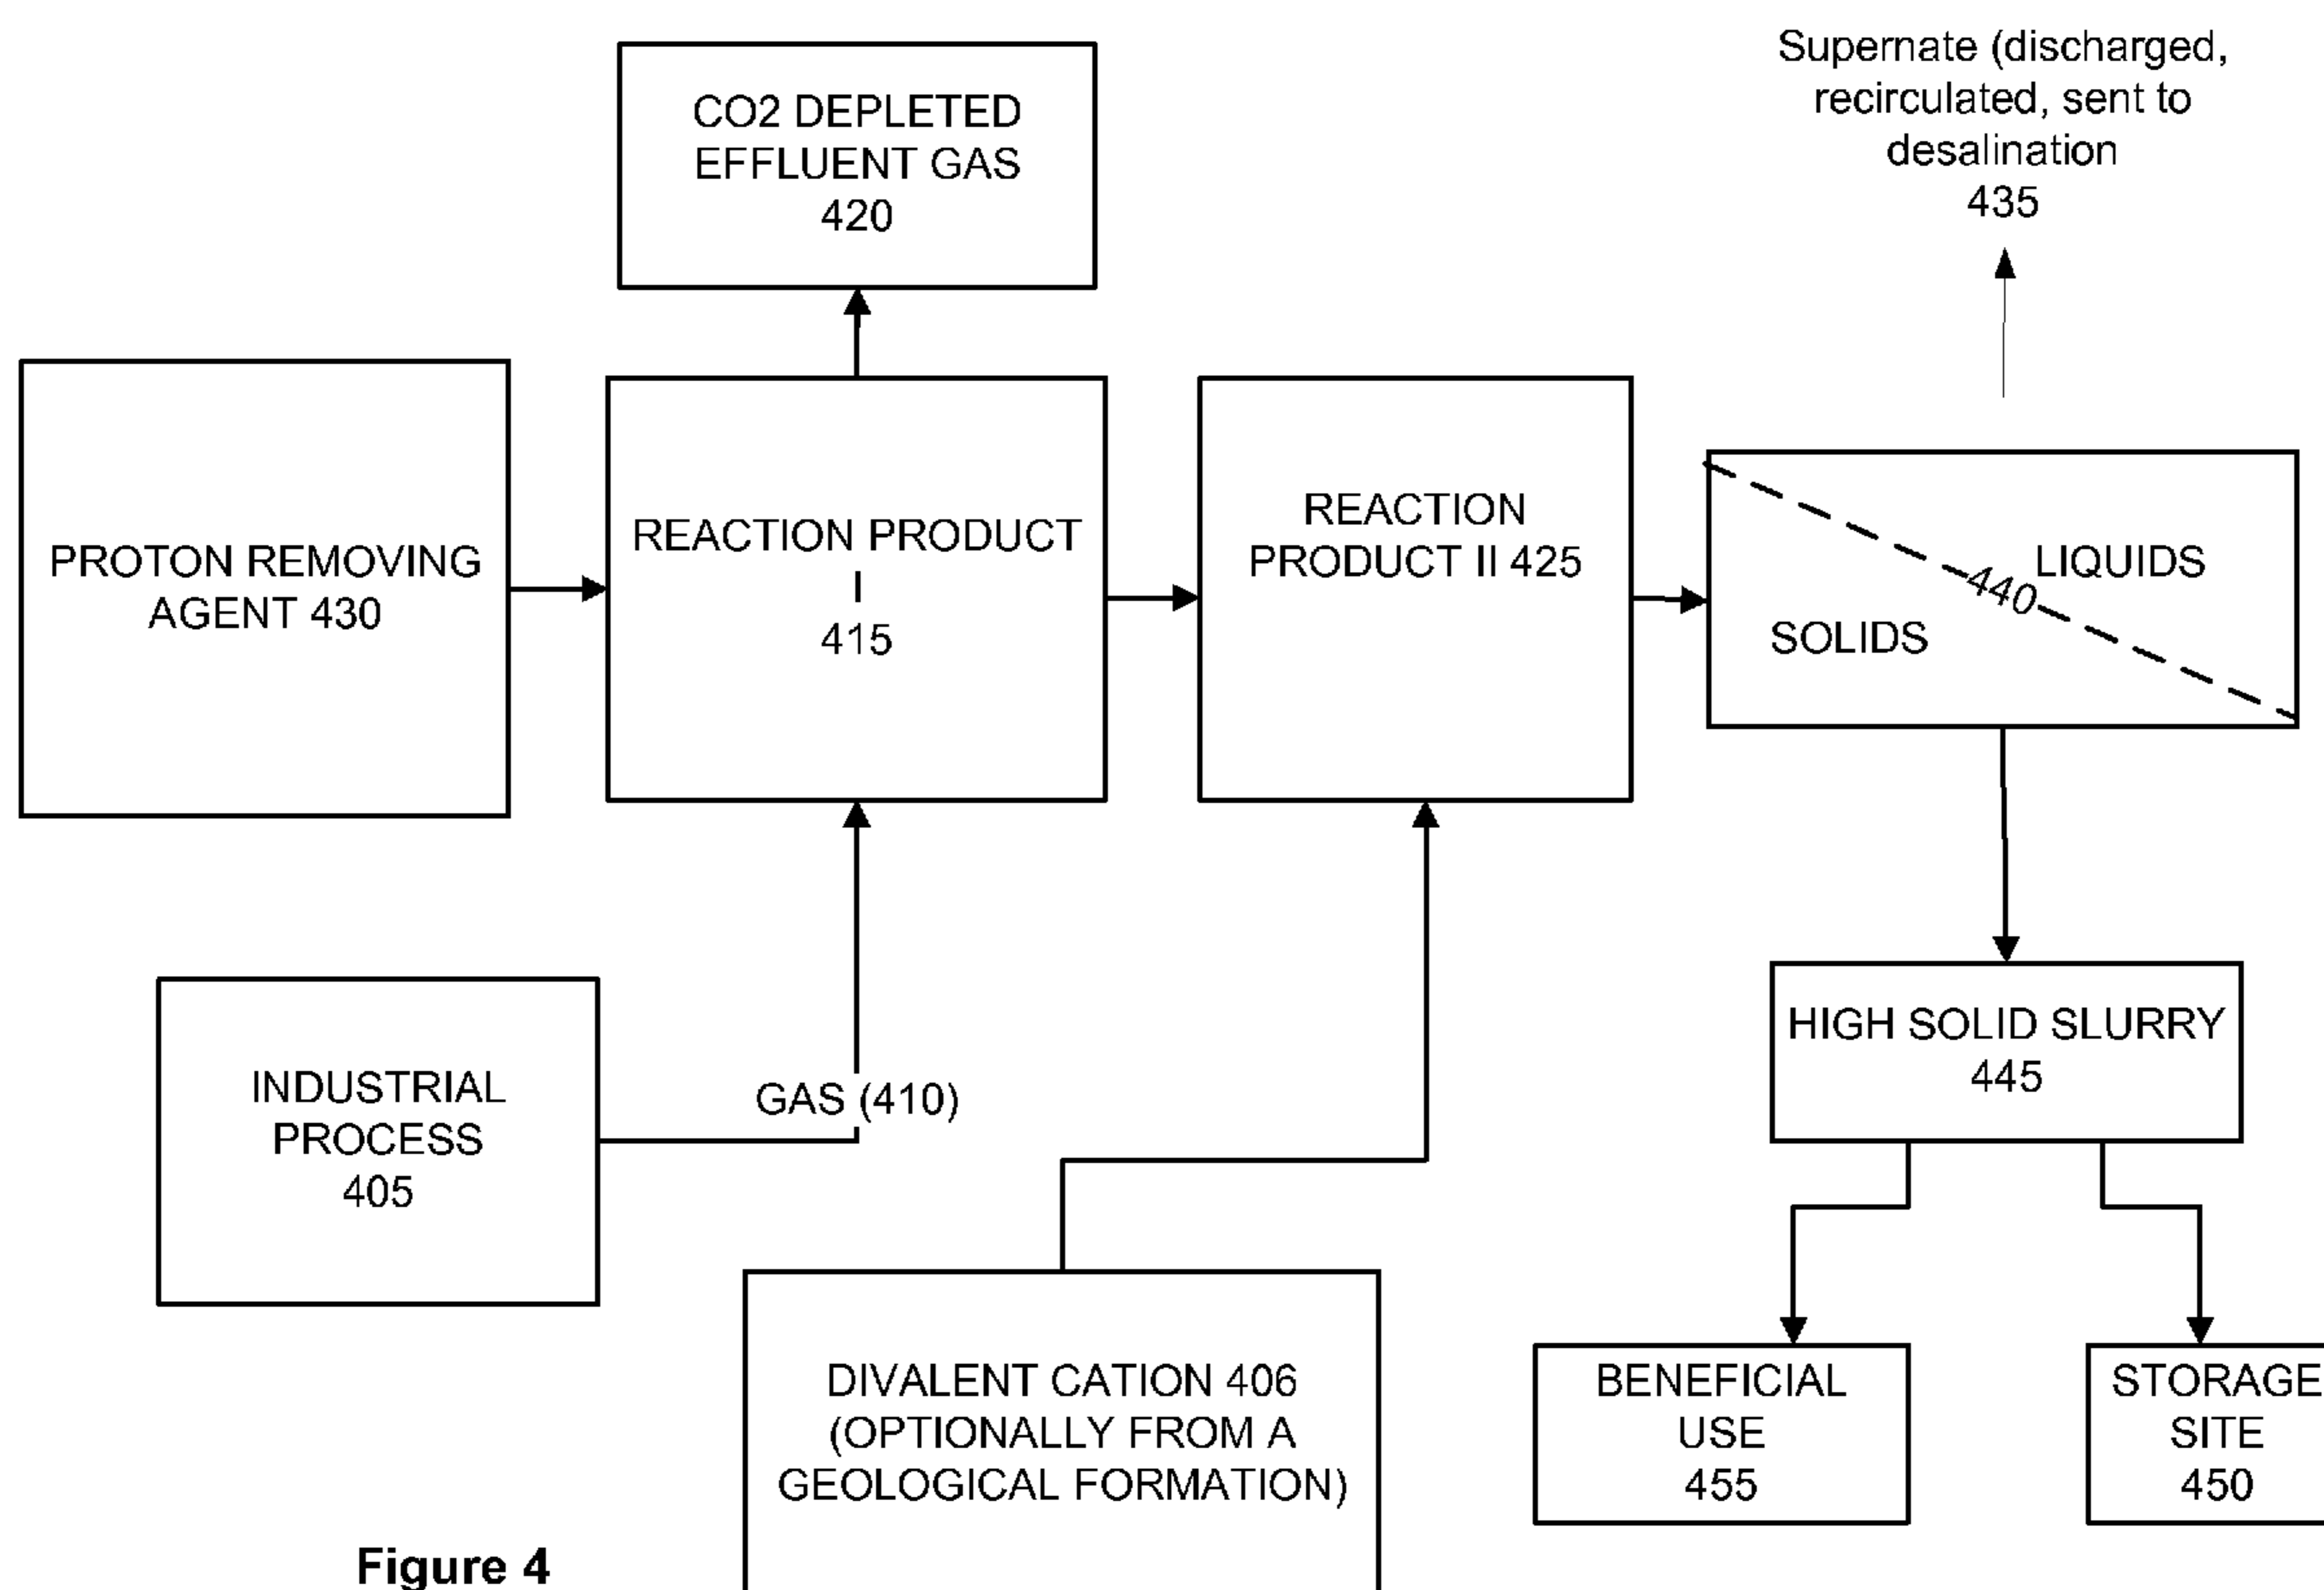 CO2 DEPLETED
EFFLUENT GAS
420
Supernate (discharged,
recirculated, sent to
desalination
435
PROTON REMOVING
AGENT 430
REACTION PRODUCT
I
415
REACTION
PRODUCT II 425
LIQUIDS
440
SOLIDS
INDUSTRIAL
PROCESS
405
GAS (410)
HIGH SOLID SLURRY
445
DIVALENT CATION 406
(OPTIONALLY FROM A
GEOLOGICAL FORMATION)
BENEFICIAL
USE
455
STORAGE
SITE
450
Figure 4